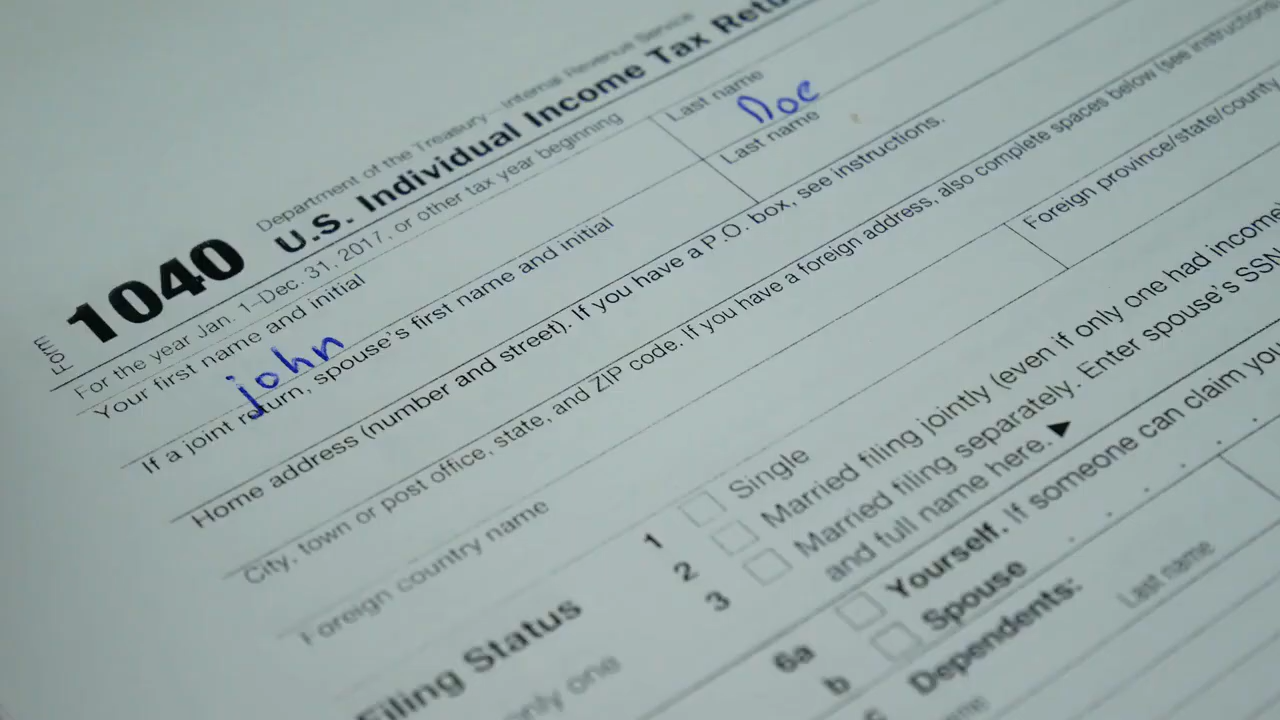 Department of the Treasury Internal Revenue Service
Form 1040 U.S. Individual Income Tax
For the year Jan. 1–Dec. 31, 2017, or other tax year beginning
Your first name and initial Last name
john Doe
If a joint return, spouse's first name and initial Last name
Home address (number and street). If you have a P.O. box, see instructions.
City, town or post office, state, and ZIP code. If you have a foreign address, also complete spaces below (see instructions
Foreign country name Foreign province/state/county
Filing Status
only one
1 Single
2 Married filing jointly (even if only one had income
3 Married filing separately. Enter spouse's SSN
and full name here. ▶
6a Yourself. If someone can claim you
b Spouse
c Dependents:
name Last name